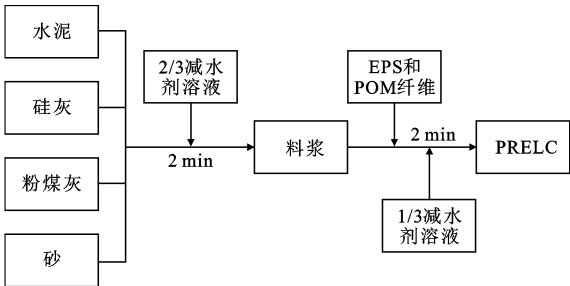 水泥
硅灰
粉煤灰
砂
2/3减水
剂溶液
2 min
料浆
EPS和
POM纤维
2 min
1/3减水
剂溶液
PRELC